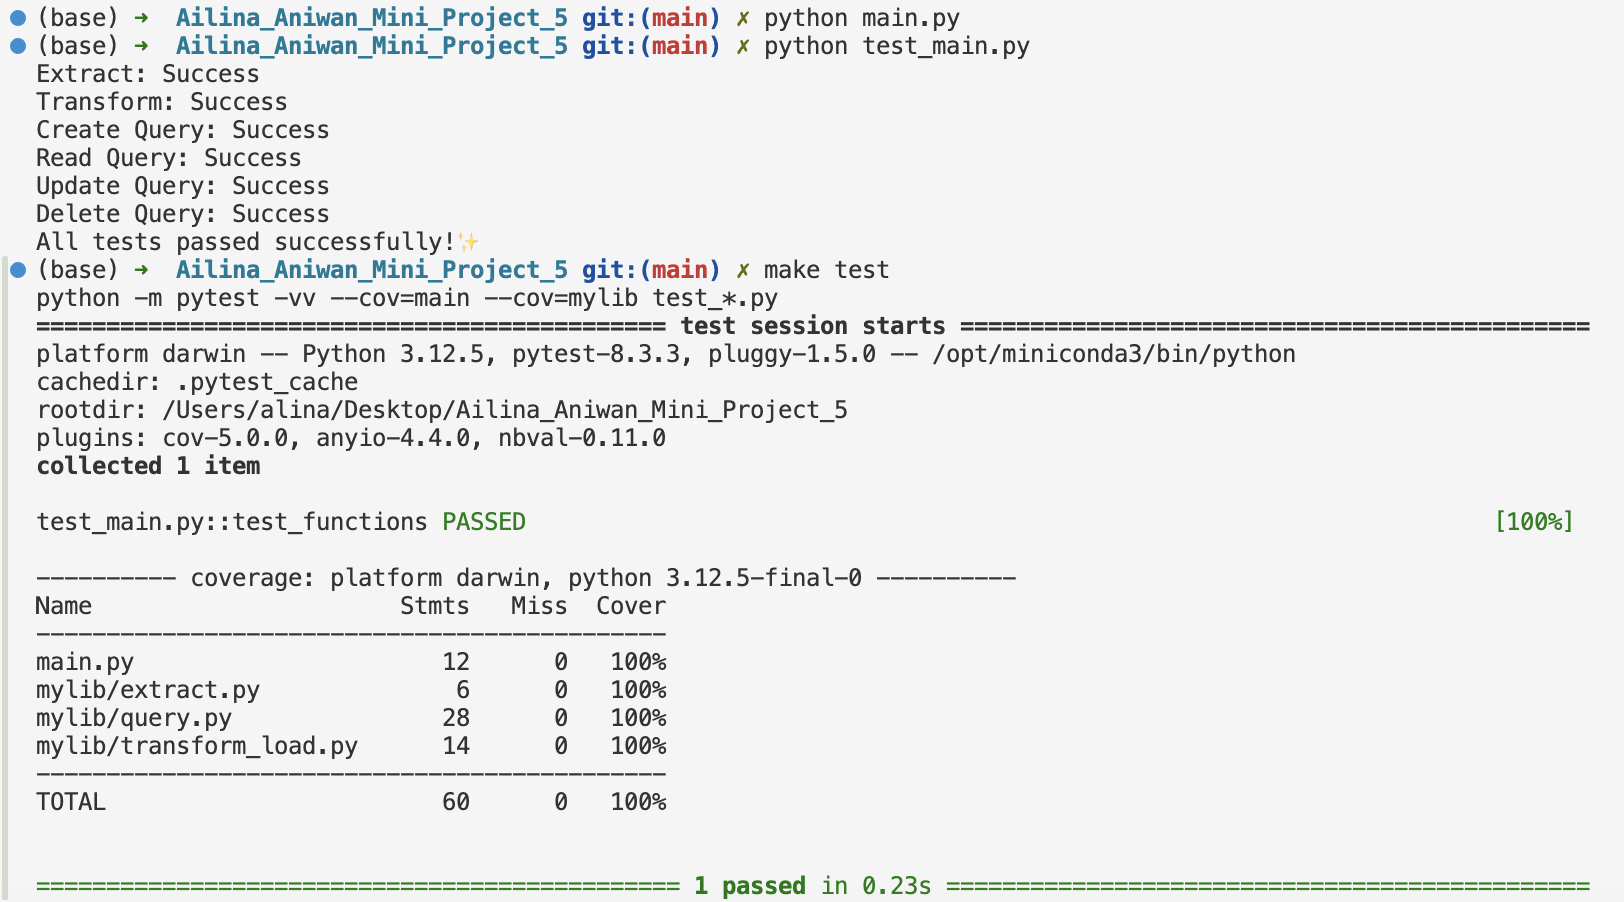 (base) ➜  Ailina_Aniwan_Mini_Project_5 git:(main) ✗ python main.py
(base) ➜  Ailina_Aniwan_Mini_Project_5 git:(main) ✗ python test_main.py
Extract: Success
Transform: Success
Create Query: Success
Read Query: Success
Update Query: Success
Delete Query: Success
All tests passed successfully!✨
(base) ➜  Ailina_Aniwan_Mini_Project_5 git:(main) ✗ make test
python -m pytest -vv --cov=main --cov=mylib test_*.py
============================================= test session starts =============================================
platform darwin -- Python 3.12.5, pytest-8.3.3, pluggy-1.5.0 -- /opt/miniconda3/bin/python
cachedir: .pytest_cache
rootdir: /Users/alina/Desktop/Ailina_Aniwan_Mini_Project_5
plugins: cov-5.0.0, anyio-4.4.0, nbval-0.11.0
collected 1 item
test_main.py::test_functions PASSED [100%]
---------- coverage: platform darwin, python 3.12.5-final-0 ----------
Name                      Stmts   Miss  Cover
---------------------------------------------
main.py                      12      0   100%
mylib/extract.py              6      0   100%
mylib/query.py               28      0   100%
mylib/transform_load.py      14      0   100%
---------------------------------------------
TOTAL                        60      0   100%
============================================== 1 passed in 0.23s ==============================================